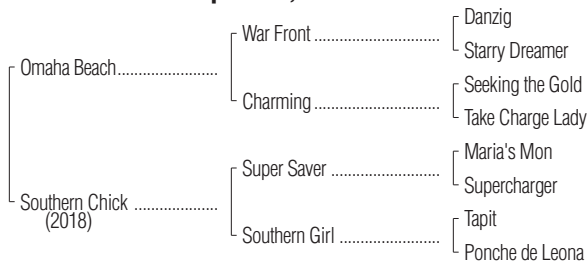 Danzig
War Front ..............................
Starry Dreamer
Omaha Beach........................
Seeking the Gold
Charming ..............................
Take Charge Lady
Maria's Mon
Super Saver ..........................
Supercharger
Southern Chick ....................
(2018)
Tapit
Southern Girl ........................
Ponche de Leona